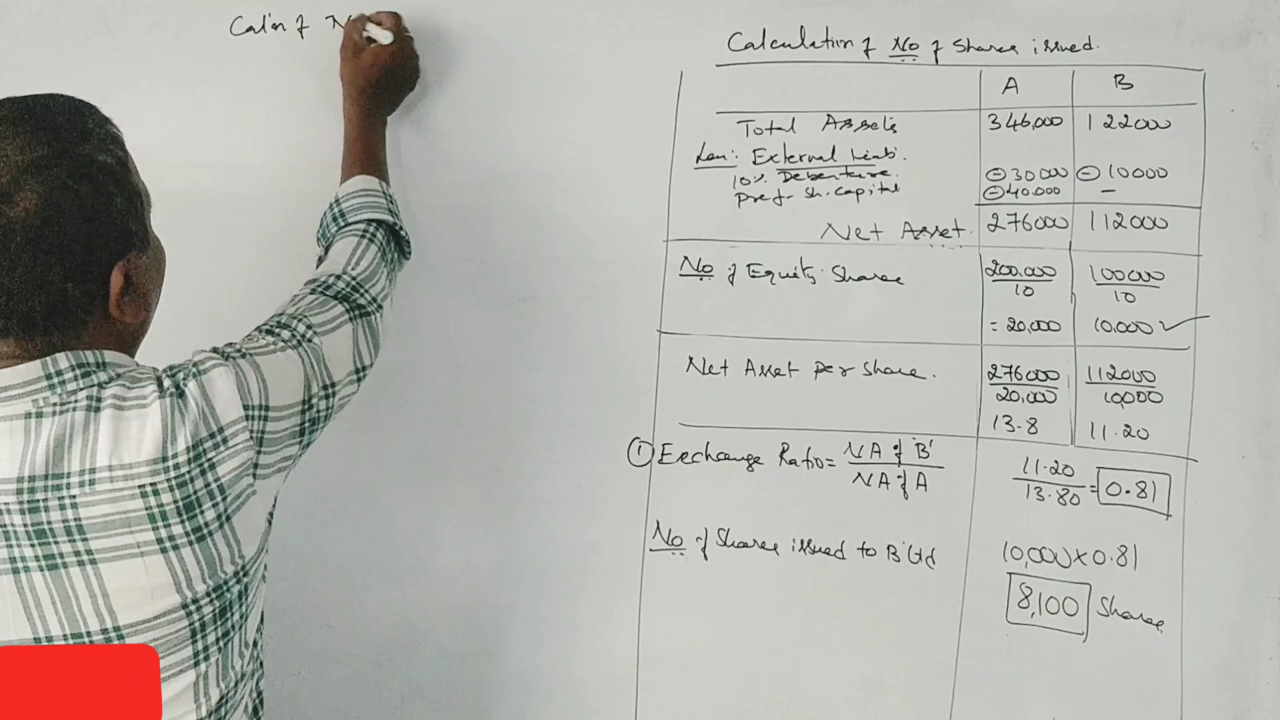 Cal'n of N
Calculation of No of Shares issued.
A B
Total Assets 346,000 122000
Less: External Liab.
10% Debenture. - 30000 - 10000
Pref. Sh. Capital - 40.000 -
Net Asset. 276000 112000
No of Equity Shares 200.000/10 100000/10
= 20,000 10,000 ✓
Net Asset per Share. 276000/20,000 112000/10,000
13.8 11.20
① Exchange Ratio = NA of 'B'/NA of A 11.20/13.80 = 0.81
No of Shares issued to B Ltd 10,000 x 0.81
8,100 Shares